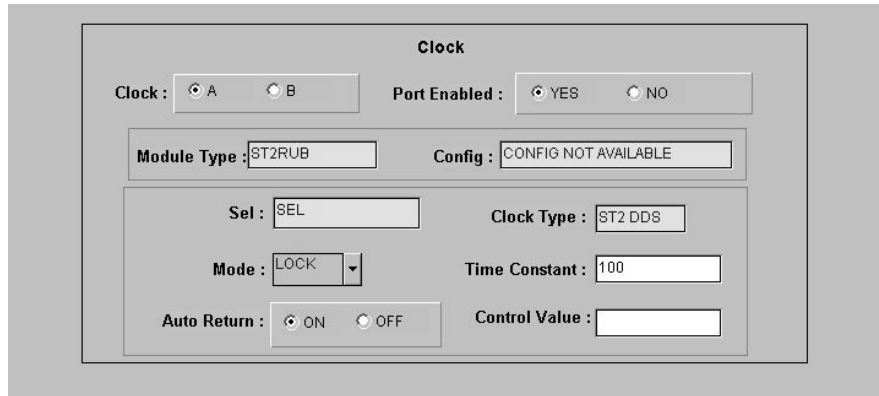 Clock
Clock : A B Port Enabled : YES NO
Module Type : ST2RUB Config : CONFIG NOT AVAILABLE
Sel : SEL Clock Type : ST2 DDS
Mode : LOCK Time Constant : 100
Auto Return : ON OFF Control Value :